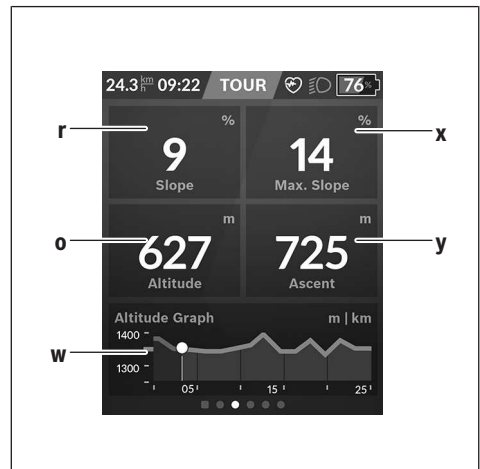 24.3 km/h 09:22 TOUR 76%
r % % x
9 14
Slope Max. Slope
o m m y
627 725
Altitude Ascent
Altitude Graph m | km
1400
w
1300
05 15 25